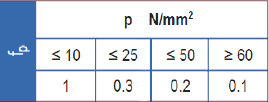 p N/mm²
fp
≤ 10 ≤ 25 ≤ 50 ≥ 60
1 0.3 0.2 0.1